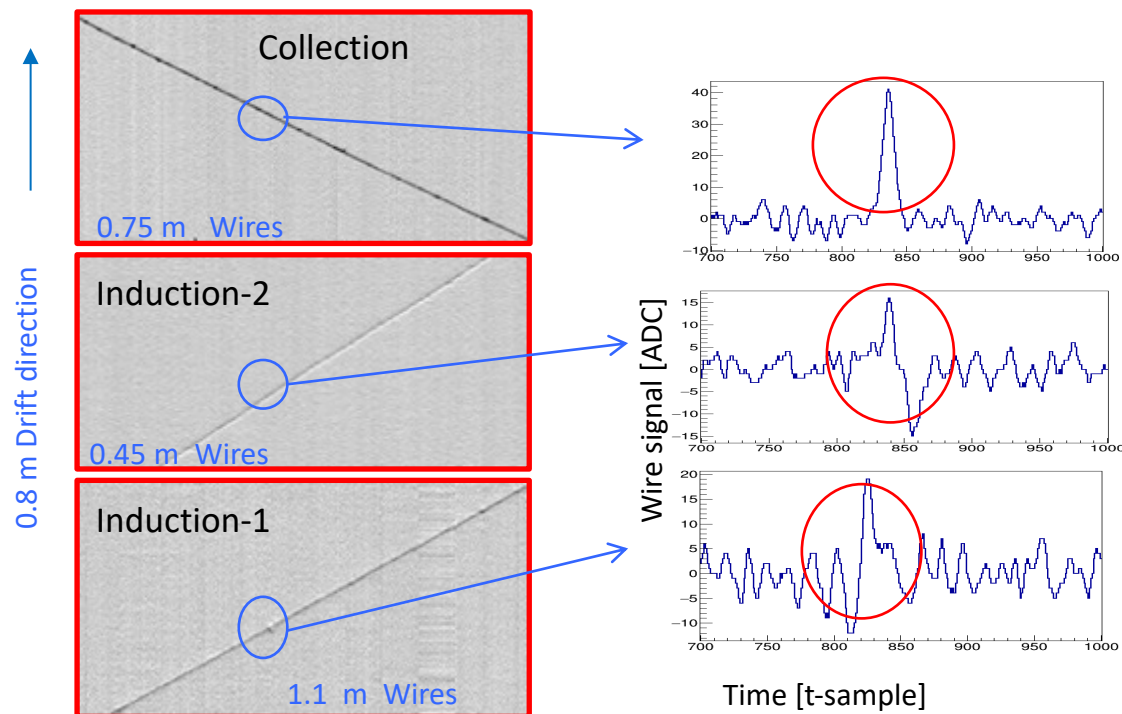 Collection
0.75 m Wires
Induction-2
0.45 m Wires
Induction-1
1.1 m Wires
0.8 m Drift direction
Wire signal [ADC]
40
30
20
10
0
−10
700 750 800 850 900 950 1000
15
10
5
0
−5
−10
−15
700 750 800 850 900 950 1000
20
15
10
5
0
−5
−10
700 750 800 850 900 950 1000
Time [t-sample]